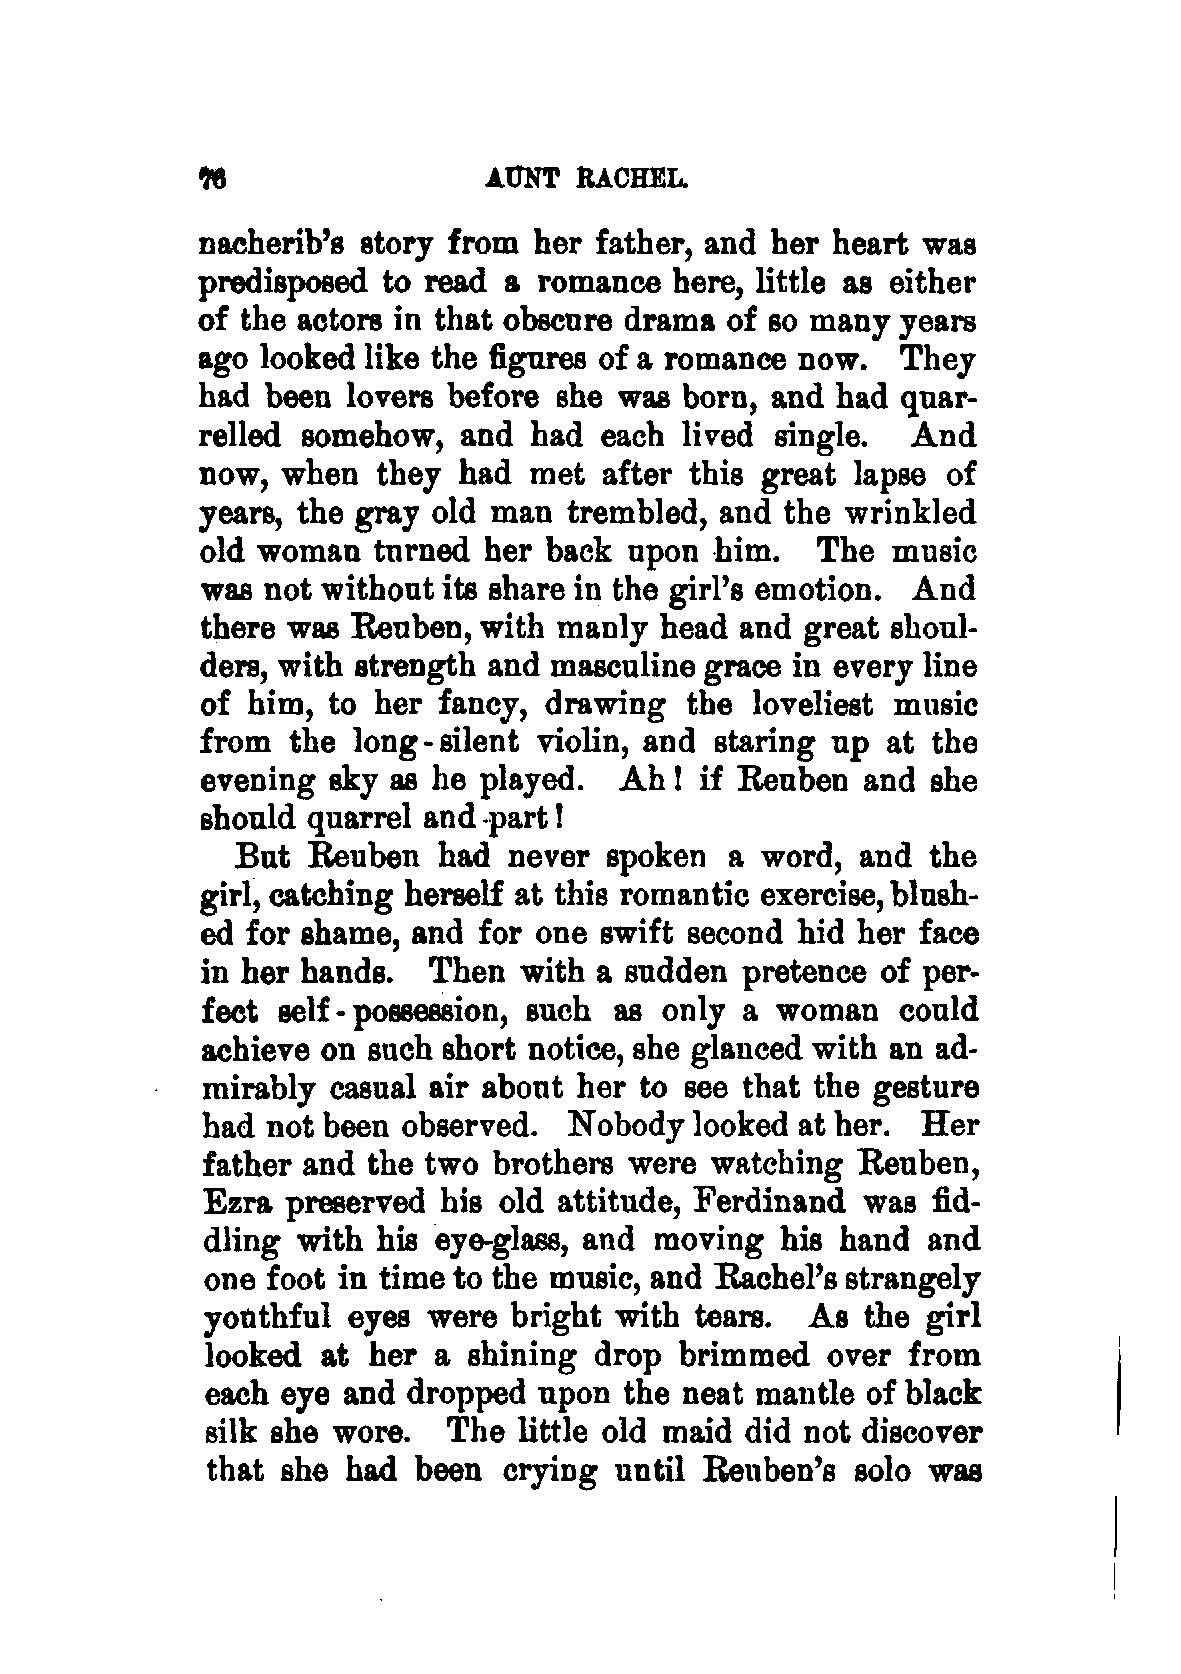 76 AUNT RACHEL.
nacherib's story from her father, and her heart was
predisposed to read a romance here, little as either
of the actors in that obscure drama of so many years
ago looked like the figures of a romance now. They
had been lovers before she was born, and had quar-
relled somehow, and had each lived single. And
now, when they had met after this great lapse of
years, the gray old man trembled, and the wrinkled
old woman turned her back upon him. The music
was not without its share in the girl's emotion. And
there was Reuben, with manly head and great shoul-
ders, with strength and masculine grace in every line
of him, to her fancy, drawing the loveliest music
from the long-silent violin, and staring up at the
evening sky as he played. Ah! if Reuben and she
should quarrel and part!
But Reuben had never spoken a word, and the
girl, catching herself at this romantic exercise, blush-
ed for shame, and for one swift second hid her face
in her hands. Then with a sudden pretence of per-
fect self-possession, such as only a woman could
achieve on such short notice, she glanced with an ad-
mirably casual air about her to see that the gesture
had not been observed. Nobody looked at her. Her
father and the two brothers were watching Reuben,
Ezra preserved his old attitude, Ferdinand was fid-
dling with his eye-glass, and moving his hand and
one foot in time to the music, and Rachel's strangely
youthful eyes were bright with tears. As the girl
looked at her a shining drop brimmed over from
each eye and dropped upon the neat mantle of black
silk she wore. The little old maid did not discover
that she had been crying until Reuben's solo was